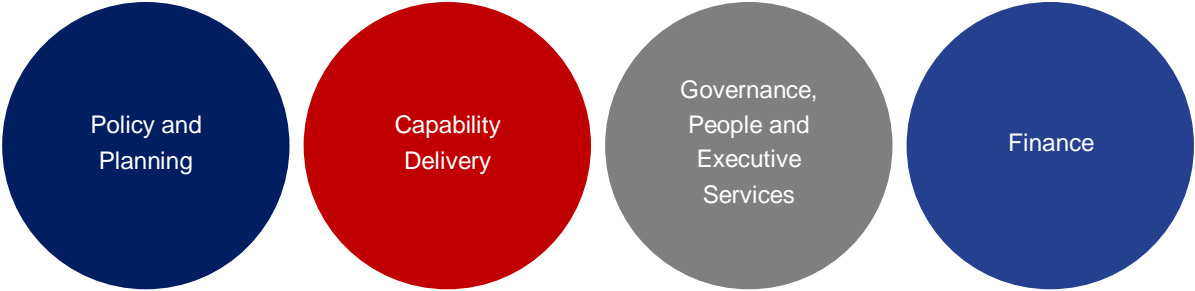 Policy and
Planning
Capability
Delivery
Governance,
People and
Executive
Services
Finance